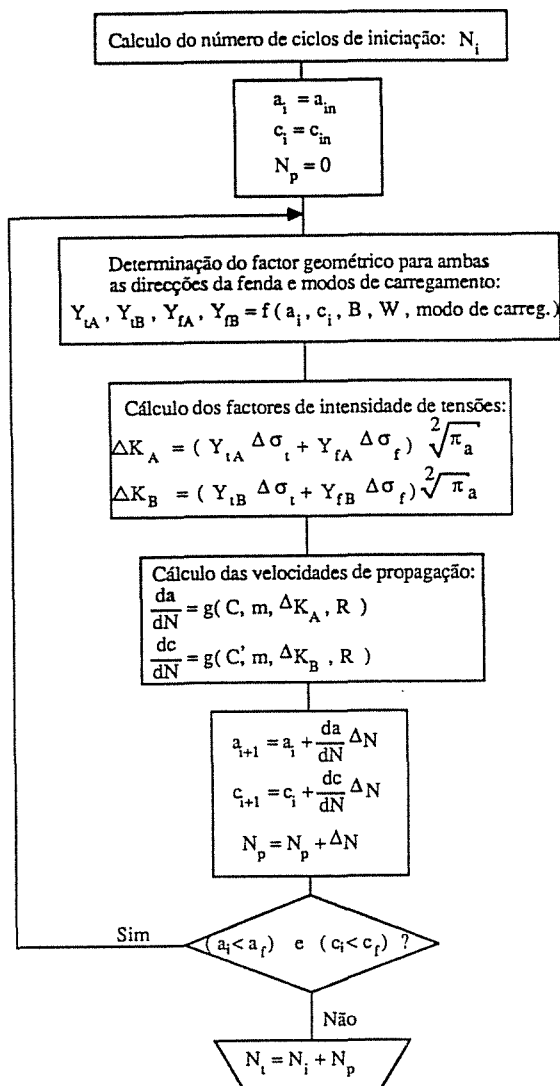 Calculo do número de ciclos de iniciação: N_i
a_i = a_in
c_i = c_in
N_p = 0
Determinação do factor geométrico para ambas
as direcções da fenda e modos de carregamento:
Y_tA , Y_tB , Y_fA , Y_fB = f ( a_i , c_i , B , W , modo de carreg.)
Cálculo dos factores de intensidade de tensões:
ΔK_A = ( Y_tA Δσ_t + Y_fA Δσ_f ) ²√π a
ΔK_B = ( Y_tB Δσ_t + Y_fB Δσ_f ) ²√π a
Cálculo das velocidades de propagação:
da/dN = g( C, m, ΔK_A , R )
dc/dN = g( C', m, ΔK_B , R )
a_i+1 = a_i + da/dN ΔN
c_i+1 = c_i + dc/dN ΔN
N_p = N_p + ΔN
Sim
( a_i < a_f ) e ( c_i < c_f ) ?
Não
N_t = N_i + N_p